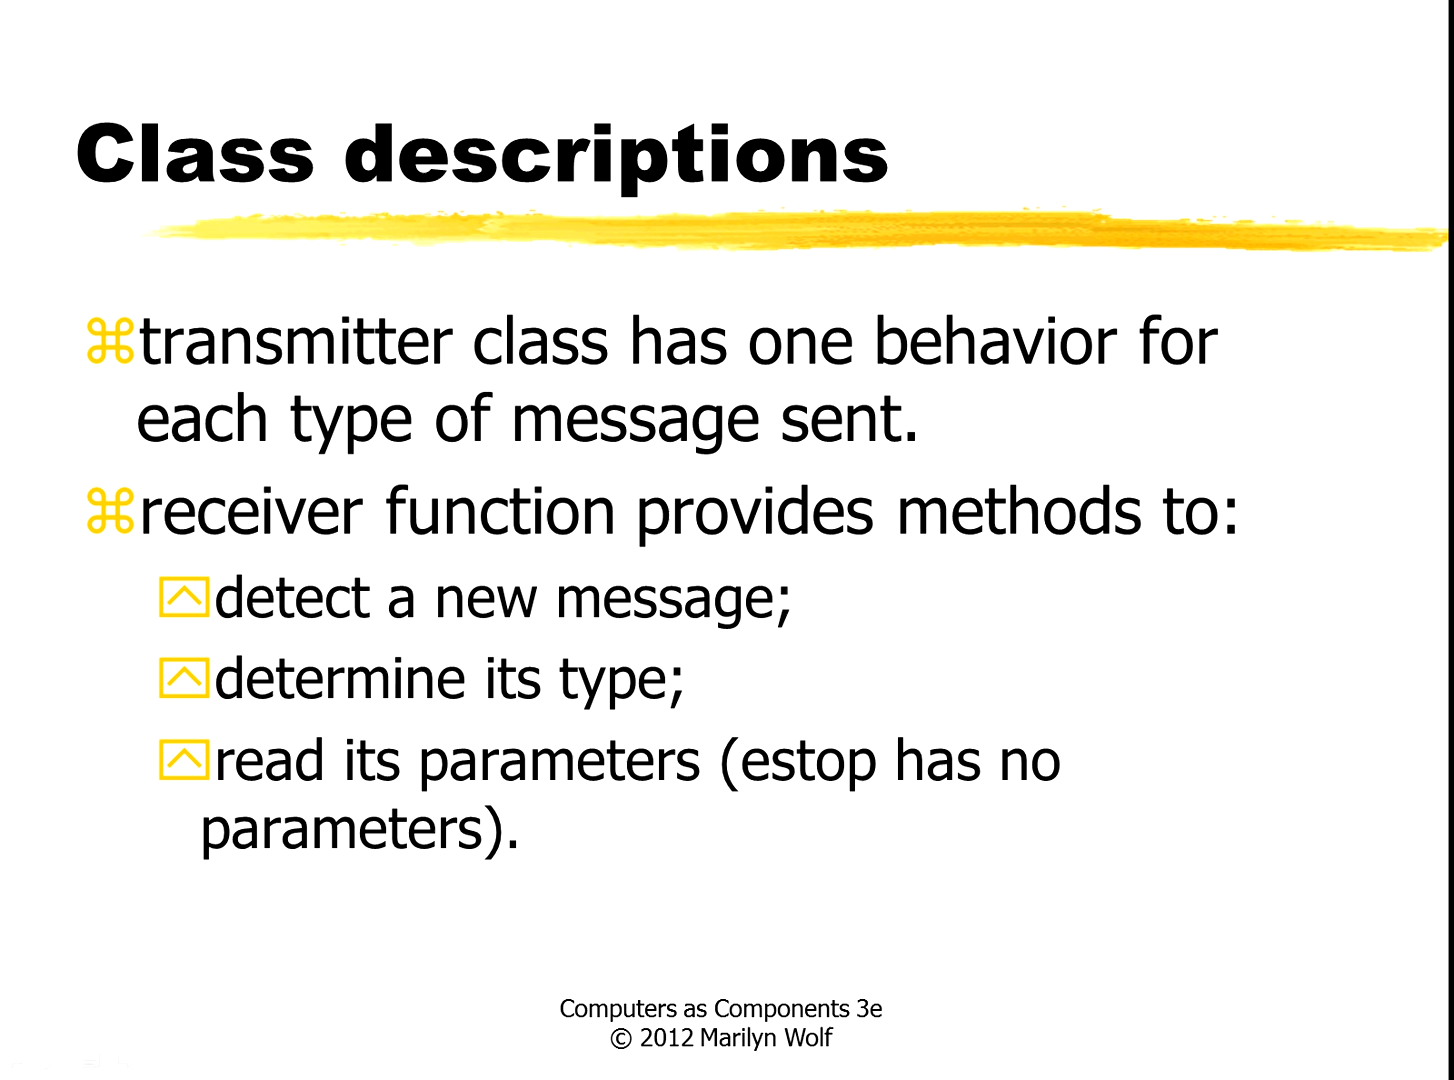 Class descriptions
⌘transmitter class has one behavior for
each type of message sent.
⌘receiver function provides methods to:
detect a new message;
determine its type;
read its parameters (estop has no
parameters).
Computers as Components 3e
© 2012 Marilyn Wolf